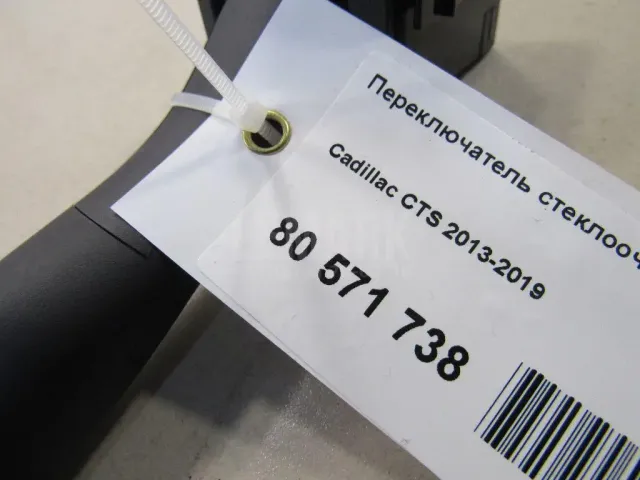 Переключатель стеклооч
Cadillac CTS 2013-2019
80 571 738